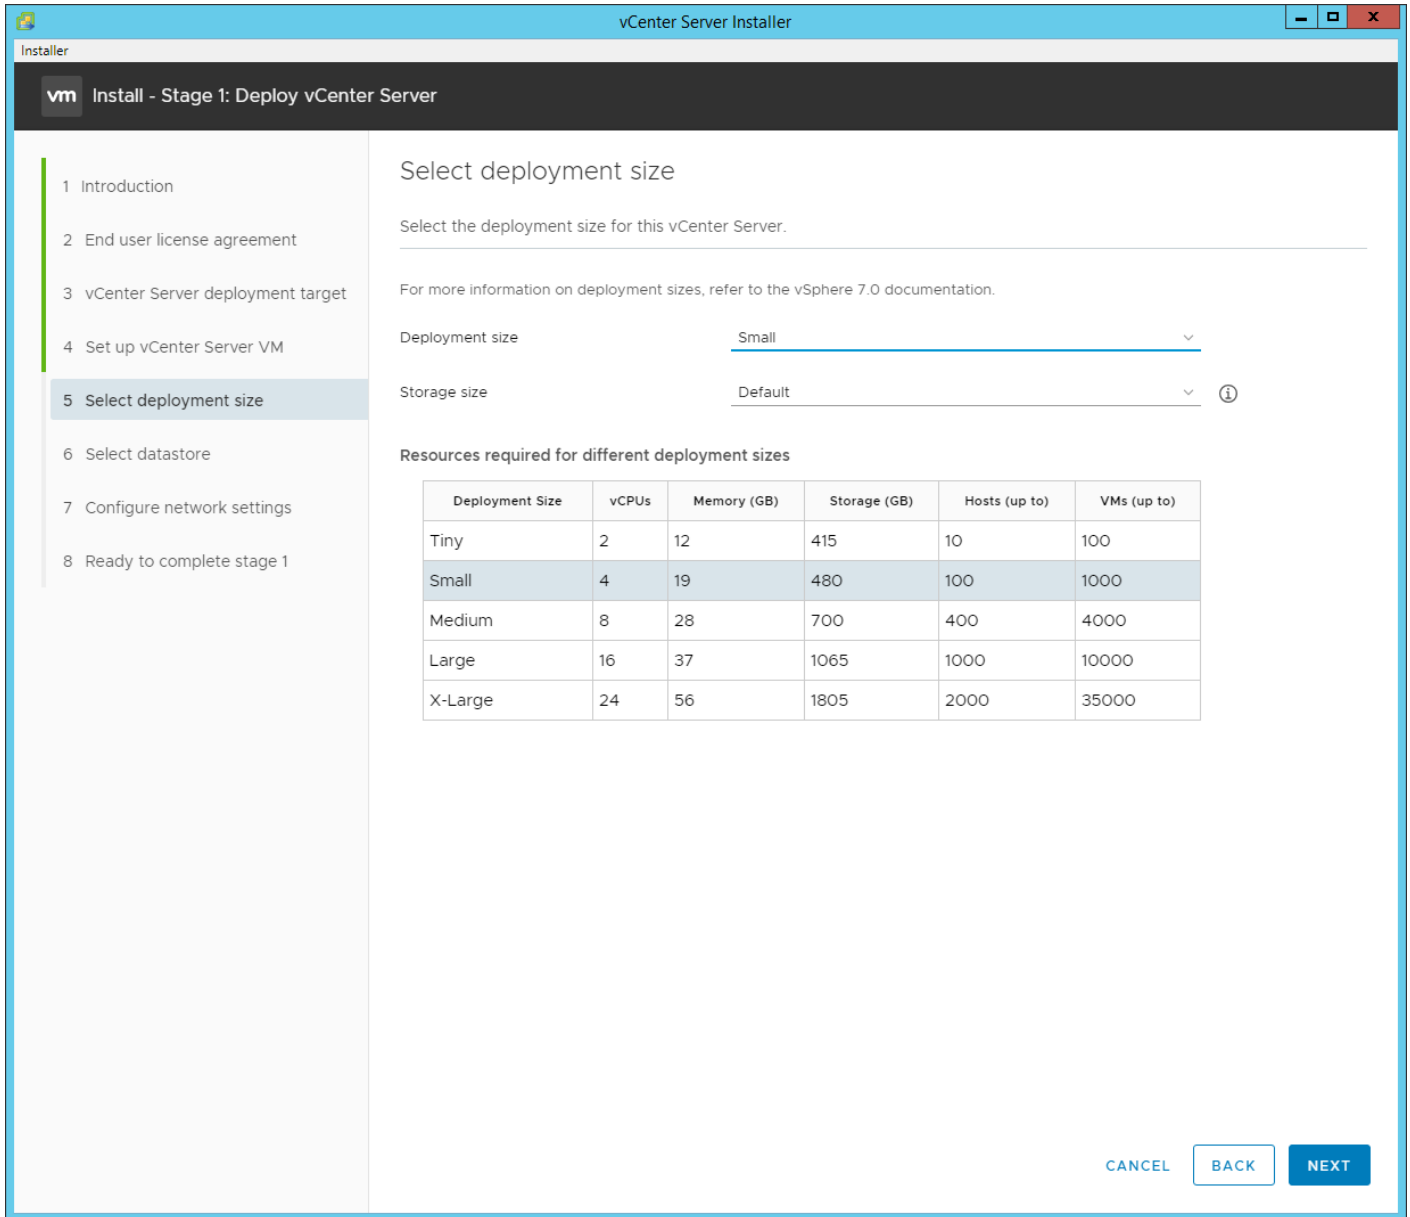 vCenter Server Installer
Installer
vm Install - Stage 1: Deploy vCenter Server
1 Introduction
2 End user license agreement
3 vCenter Server deployment target
4 Set up vCenter Server VM
5 Select deployment size
6 Select datastore
7 Configure network settings
8 Ready to complete stage 1
Select deployment size
Select the deployment size for this vCenter Server.
For more information on deployment sizes, refer to the vSphere 7.0 documentation.
Deployment size Small
Storage size Default
Resources required for different deployment sizes
Deployment Size vCPUs Memory (GB) Storage (GB) Hosts (up to) VMs (up to)
Tiny 2 12 415 10 100
Small 4 19 480 100 1000
Medium 8 28 700 400 4000
Large 16 37 1065 1000 10000
X-Large 24 56 1805 2000 35000
CANCEL BACK NEXT